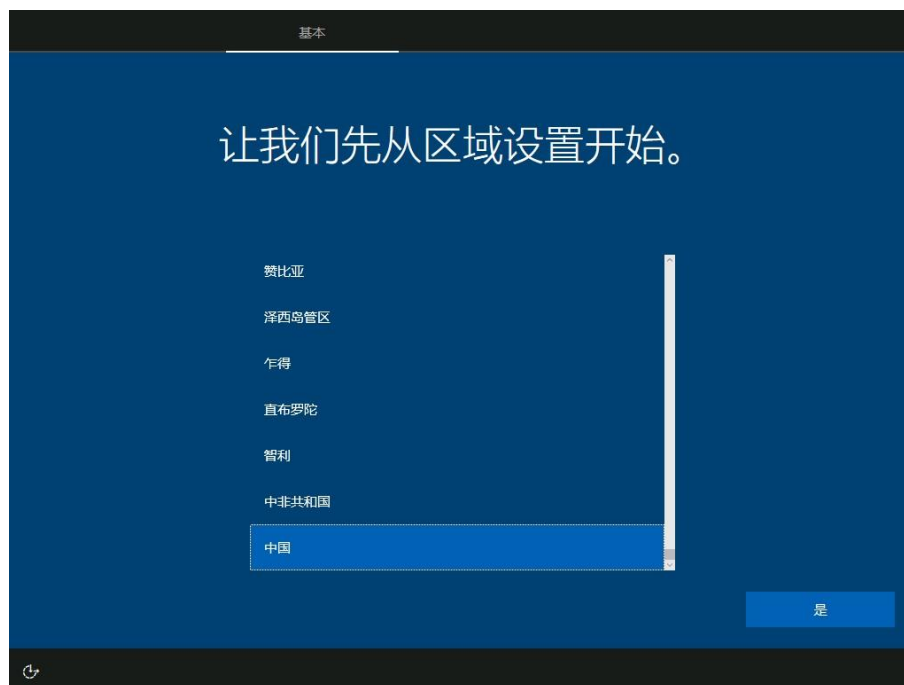 基本
让我们先从区域设置开始。
赞比亚
泽西岛管区
乍得
直布罗陀
智利
中非共和国
中国
是